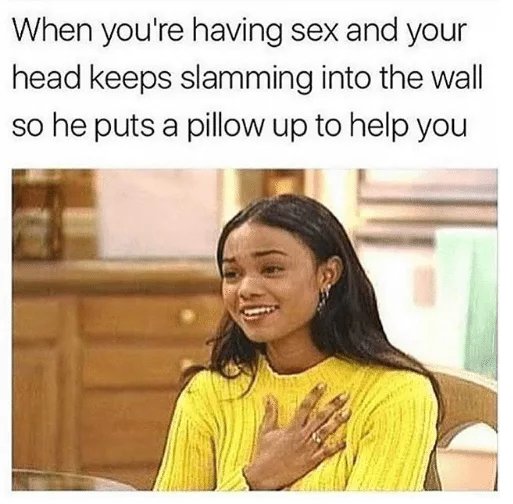 When you're having sex and your
head keeps slamming into the wall
so he puts a pillow up to help you